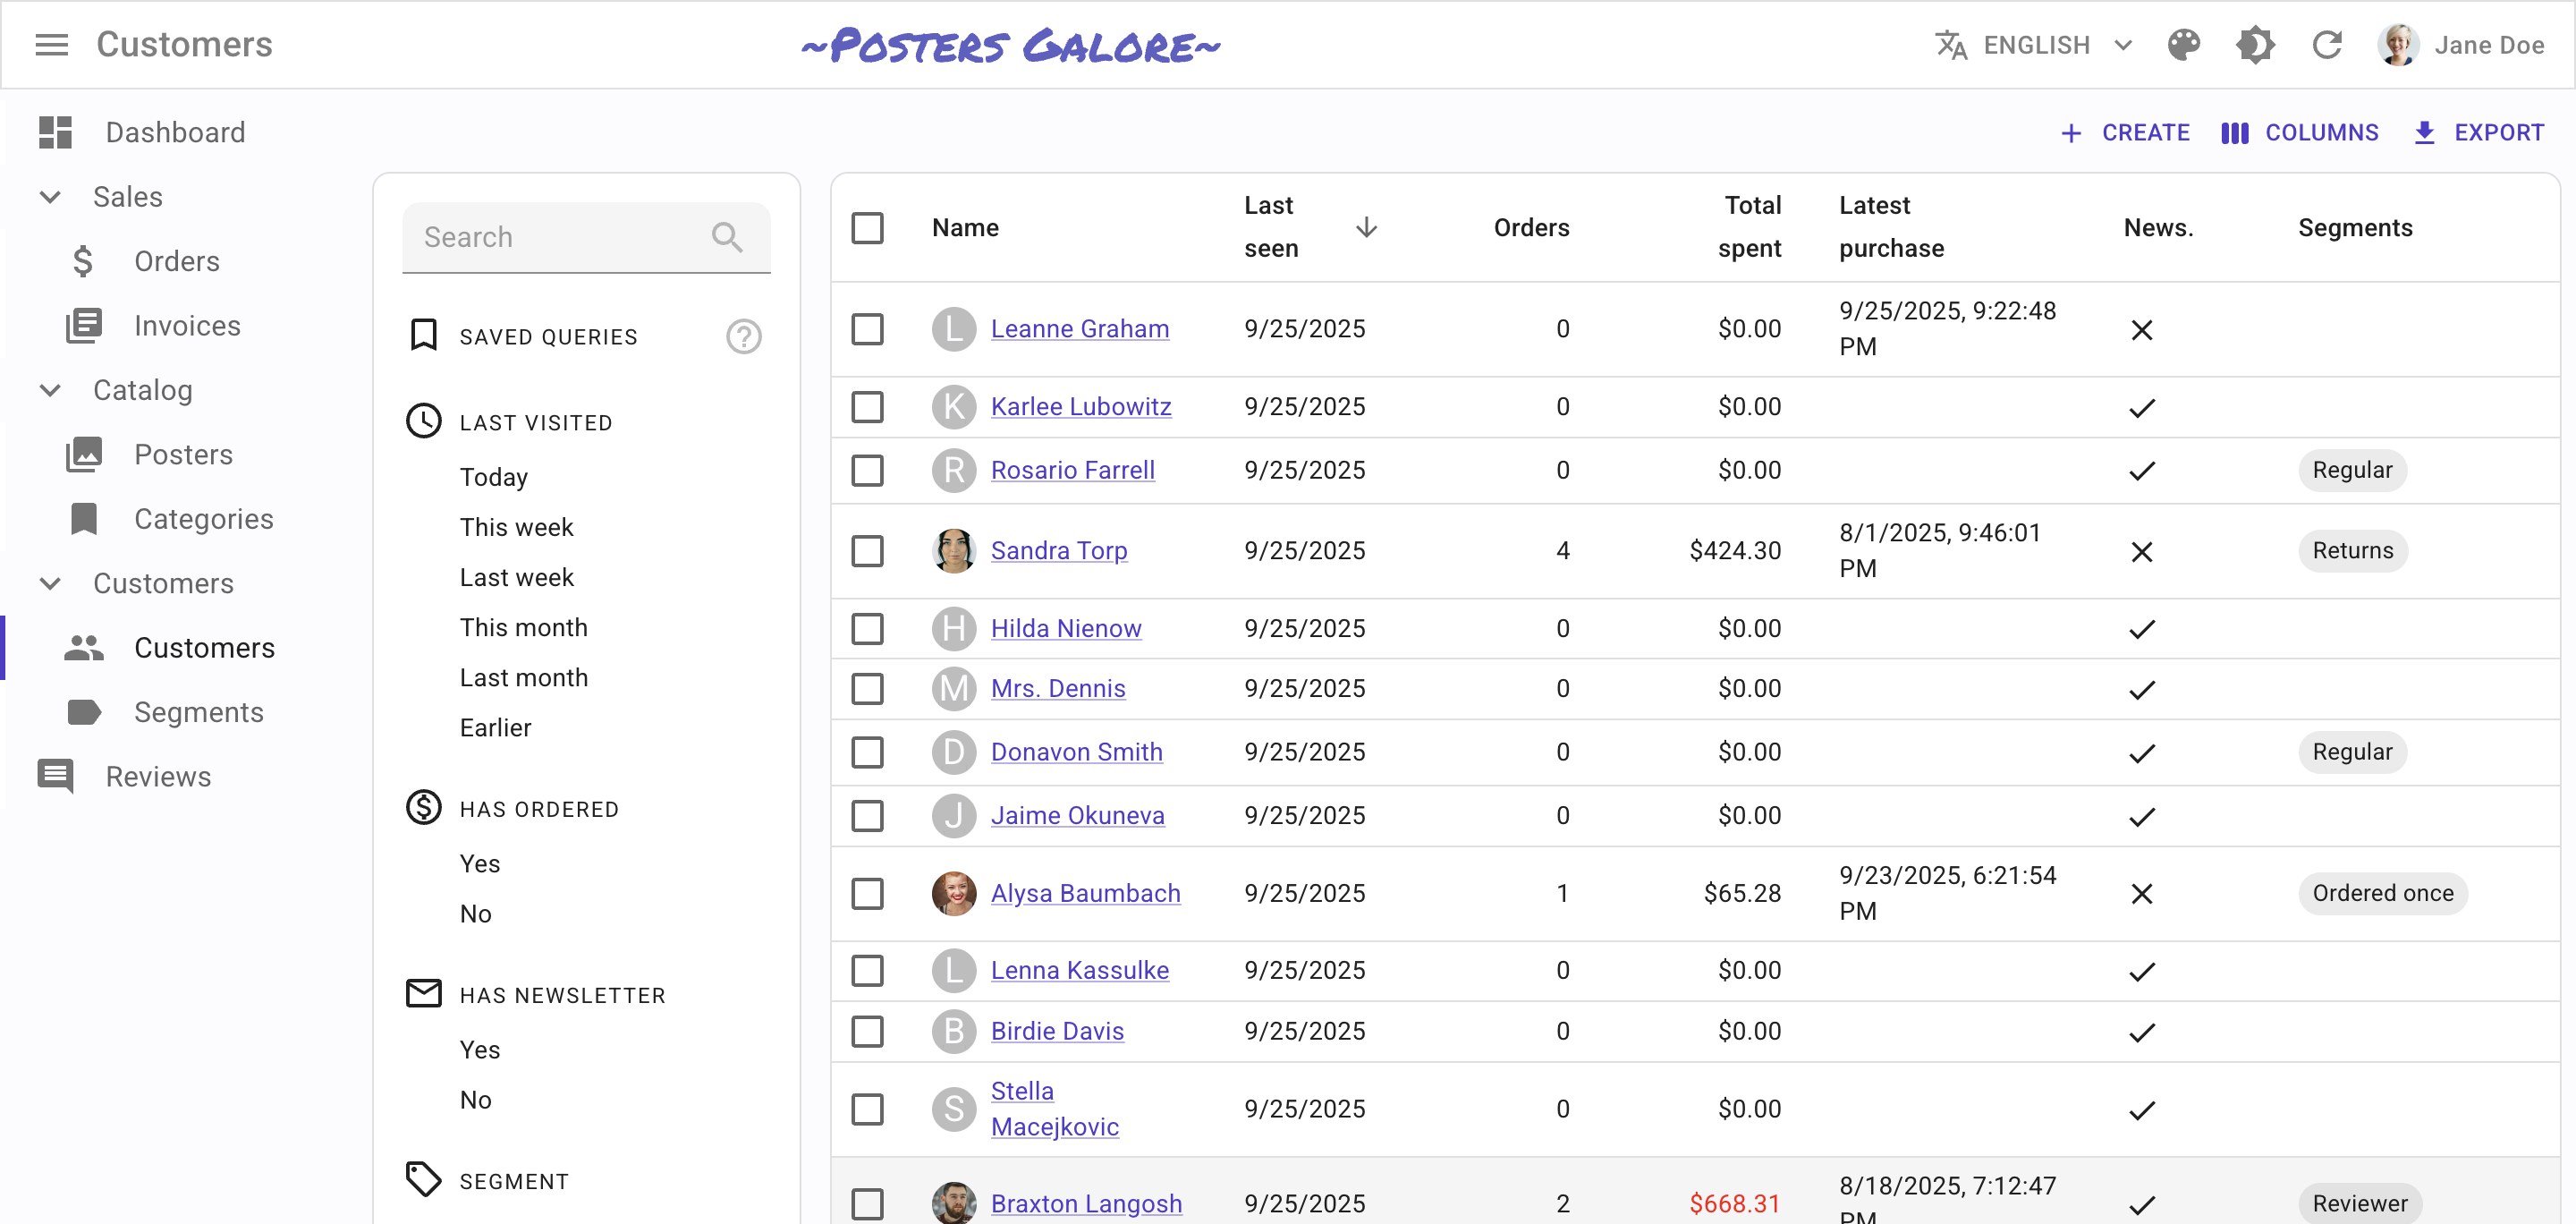 Customers
~Posters Galore~
ENGLISH
Jane Doe
Dashboard
Sales
Orders
Invoices
Catalog
Posters
Categories
Customers
Customers
Segments
Reviews
CREATE
COLUMNS
EXPORT
Search
SAVED QUERIES
?
LAST VISITED
Today
This week
Last week
This month
Last month
Earlier
HAS ORDERED
Yes
No
HAS NEWSLETTER
Yes
No
SEGMENT
Name
Last
seen
Orders
Total
spent
Latest
purchase
News.
Segments
L Leanne Graham 9/25/2025 0 $0.00 9/25/2025, 9:22:48
PM
K Karlee Lubowitz 9/25/2025 0 $0.00
R Rosario Farrell 9/25/2025 0 $0.00 Regular
Sandra Torp 9/25/2025 4 $424.30 8/1/2025, 9:46:01
PM
Returns
H Hilda Nienow 9/25/2025 0 $0.00
M Mrs. Dennis 9/25/2025 0 $0.00
D Donavon Smith 9/25/2025 0 $0.00 Regular
J Jaime Okuneva 9/25/2025 0 $0.00
Alysa Baumbach 9/25/2025 1 $65.28 9/23/2025, 6:21:54
PM
Ordered once
L Lenna Kassulke 9/25/2025 0 $0.00
B Birdie Davis 9/25/2025 0 $0.00
S Stella
Macejkovic
9/25/2025 0 $0.00
Braxton Langosh 9/25/2025 2 $668.31 8/18/2025, 7:12:47
PM
Reviewer